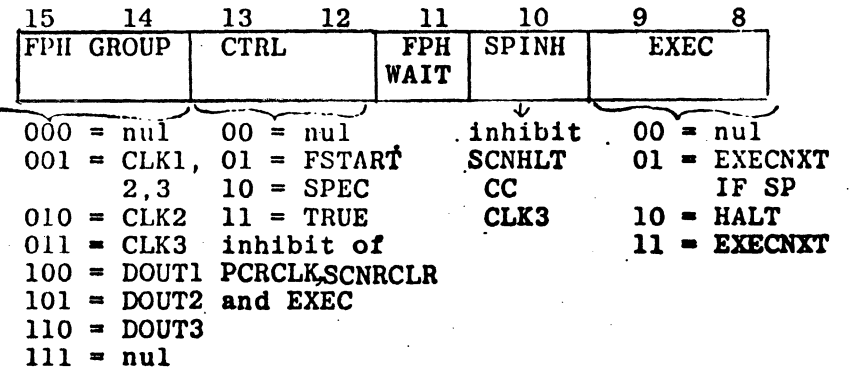 15 14 13 12 11 10 9 8
FPH GROUP CTRL FPH SPINH EXEC
WAIT
000 = nul 00 = nul inhibit 00 = nul
001 = CLK1, 01 = FSTART SCNHLT 01 = EXECNXT
2,3 10 = SPEC CC IF SP
010 = CLK2 11 = TRUE CLK3 10 = HALT
011 = CLK3 inhibit of 11 = EXECNXT
100 = DOUT1 PCRCLK,SCNRCLR
101 = DOUT2 and EXEC
110 = DOUT3
111 = nul